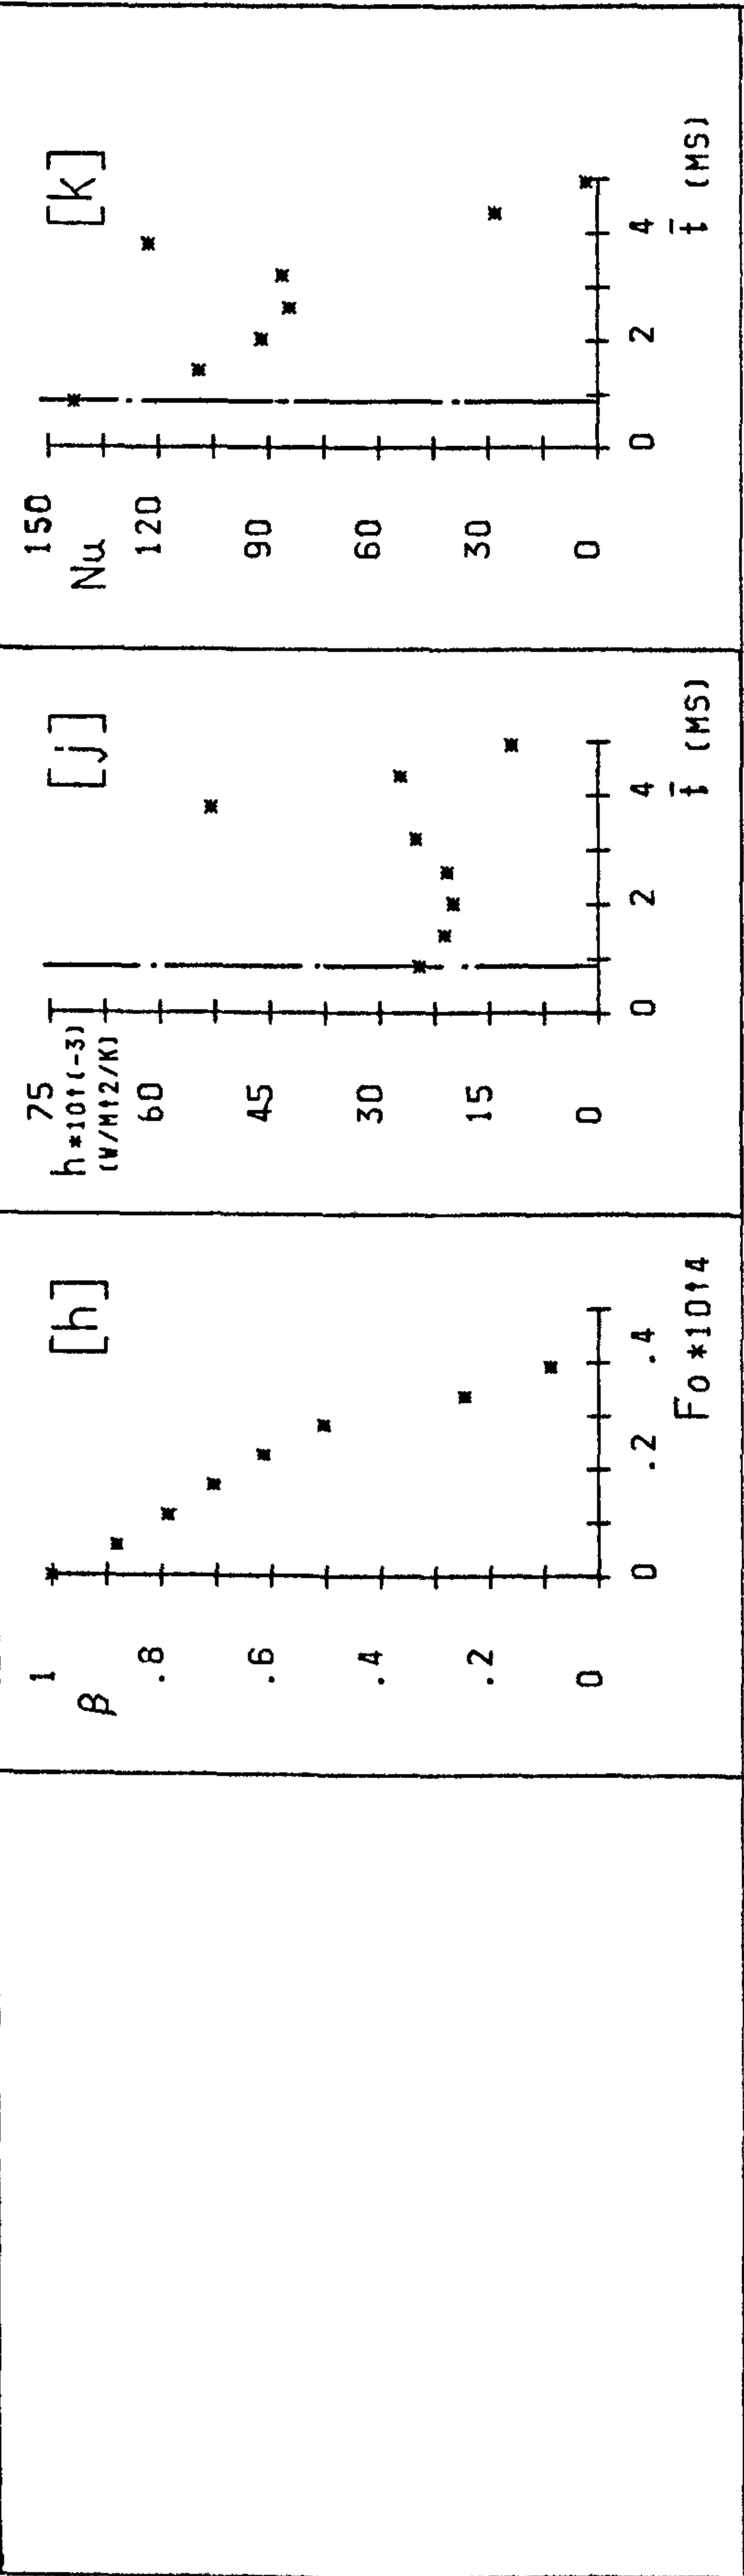 [h]
β
1
.8
.6
.4
.2
0
0 .2 .4
Fo *10↑4
[j]
75
h*10↑(-3)
(W/M↑2/K)
60
45
30
15
0
0 2 4
t̄ (MS)
[k]
150
Nu
120
90
60
30
0
0 2 4
t̄ (MS)